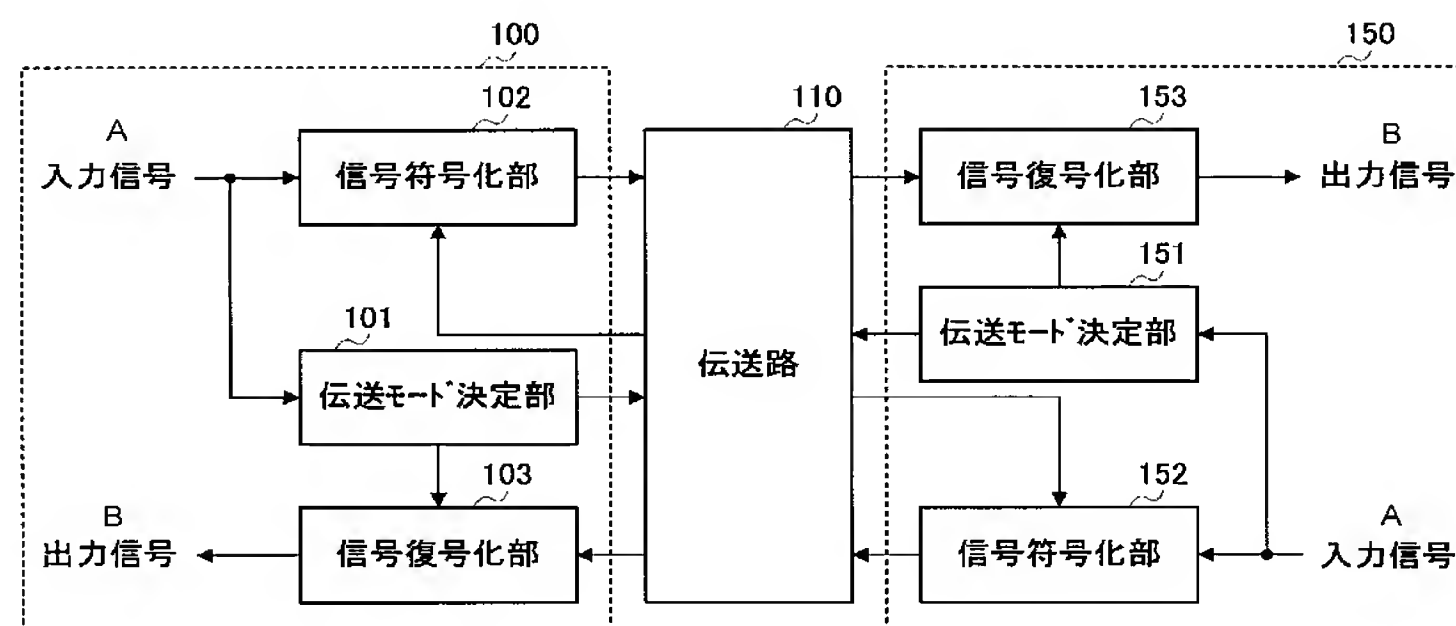 100
150
102
110
153
A
入力信号
信号符号化部
信号復号化部
B
出力信号
151
伝送モード決定部
101
伝送路
伝送モード決定部
103
152
B
出力信号
信号復号化部
信号符号化部
A
入力信号